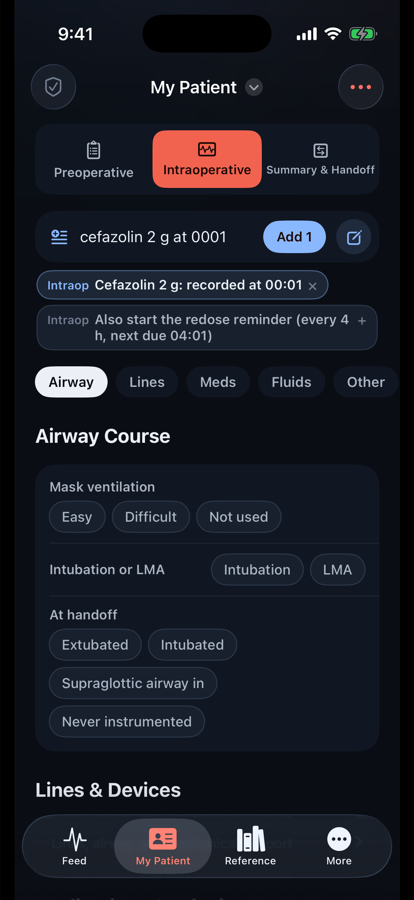 9:41
My Patient
Preoperative
Intraoperative
Summary & Handoff
cefazolin 2 g at 0001
Add 1
Intraop Cefazolin 2 g: recorded at 00:01 ×
Intraop Also start the redose reminder (every 4 +
h, next due 04:01)
Airway Lines Meds Fluids Other
Airway Course
Mask ventilation
Easy Difficult Not used
Intubation or LMA Intubation LMA
At handoff
Extubated Intubated
Supraglottic airway in
Never instrumented
Lines & Devices
Feed My Patient Reference More